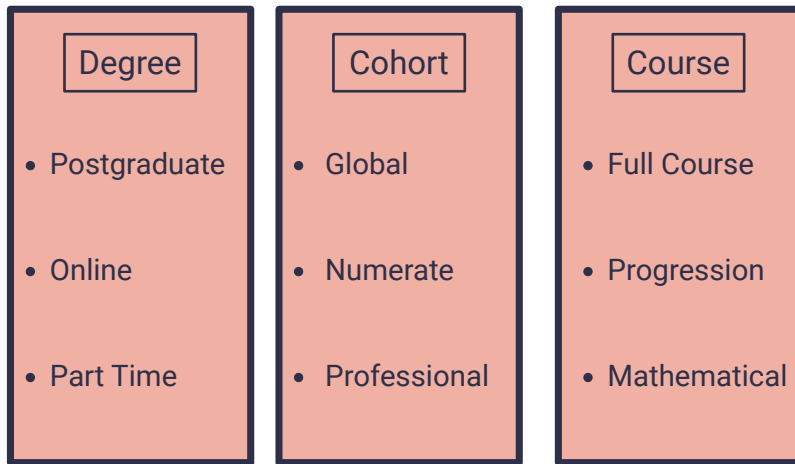 Degree
• Postgraduate
• Online
• Part Time
Cohort
• Global
• Numerate
• Professional
Course
• Full Course
• Progression
• Mathematical